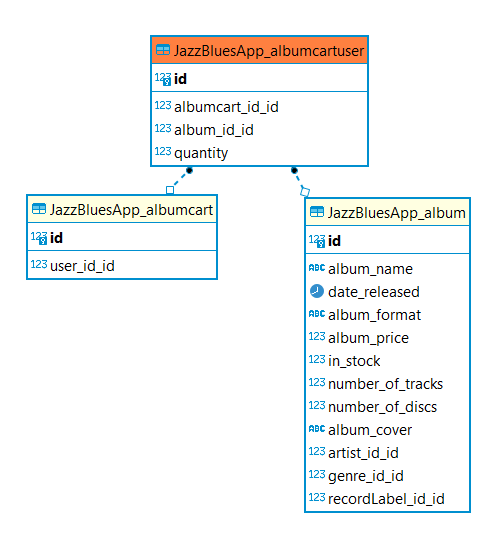 JazzBluesApp_albumcartuser
123 id
123 albumcart_id_id
123 album_id_id
123 quantity
JazzBluesApp_albumcart
123 id
123 user_id_id
JazzBluesApp_album
123 id
ABC album_name
date_released
ABC album_format
123 album_price
123 in_stock
123 number_of_tracks
123 number_of_discs
ABC album_cover
123 artist_id_id
123 genre_id_id
123 recordLabel_id_id